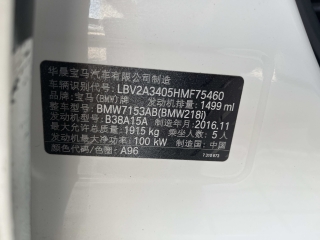 华晨宝马汽车有限公司制造
车辆识别代号: LBV2A3405HMF75460
品牌: 宝马(BMW)牌 发动机排量: 1499 ml
整车型号: BMW7153AB(BMW218i)
发动机型号: B38A15A 制造年月: 2016.11
最大允许总质量: 1915 kg 乘坐人数: 5 人
发动机最大净功率: 100 kW 制造国: 中国
颜色代号: A96